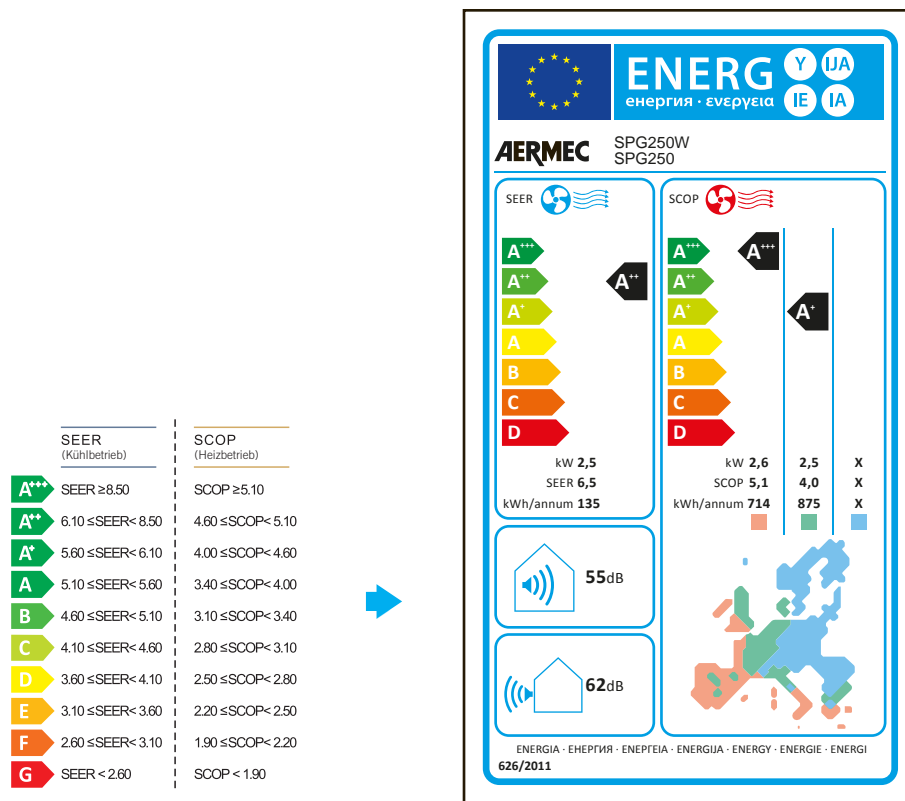 SEER SCOP
(Kühlbetrieb) (Heizbetrieb)
A+++ SEER ≥8.50 SCOP ≥5.10
A++ 6.10 ≤SEER< 8.50 4.60 ≤SCOP< 5.10
A+ 5.60 ≤SEER< 6.10 4.00 ≤SCOP< 4.60
A 5.10 ≤SEER< 5.60 3.40 ≤SCOP< 4.00
B 4.60 ≤SEER< 5.10 3.10 ≤SCOP< 3.40
C 4.10 ≤SEER< 4.60 2.80 ≤SCOP< 3.10
D 3.60 ≤SEER< 4.10 2.50 ≤SCOP< 2.80
E 3.10 ≤SEER< 3.60 2.20 ≤SCOP< 2.50
F 2.60 ≤SEER< 3.10 1.90 ≤SCOP< 2.20
G SEER < 2.60 SCOP < 1.90
ENERG Y IJA
енергия · ενεργεια IE IA
AERMEC SPG250W
SPG250
SEER
A+++
A++ A++
A+
A
B
C
D
kW 2,5
SEER 6,5
kWh/annum 135
SCOP
A+++ A+++
A++
A+ A+
A
B
C
D
kW 2,6 2,5 X
SCOP 5,1 4,0 X
kWh/annum 714 875 X
55dB
62dB
ENERGIA · ЕНЕРГИЯ · ΕΝΕΡΓΕΙΑ · ENERGIJA · ENERGY · ENERGIE · ENERGI
626/2011